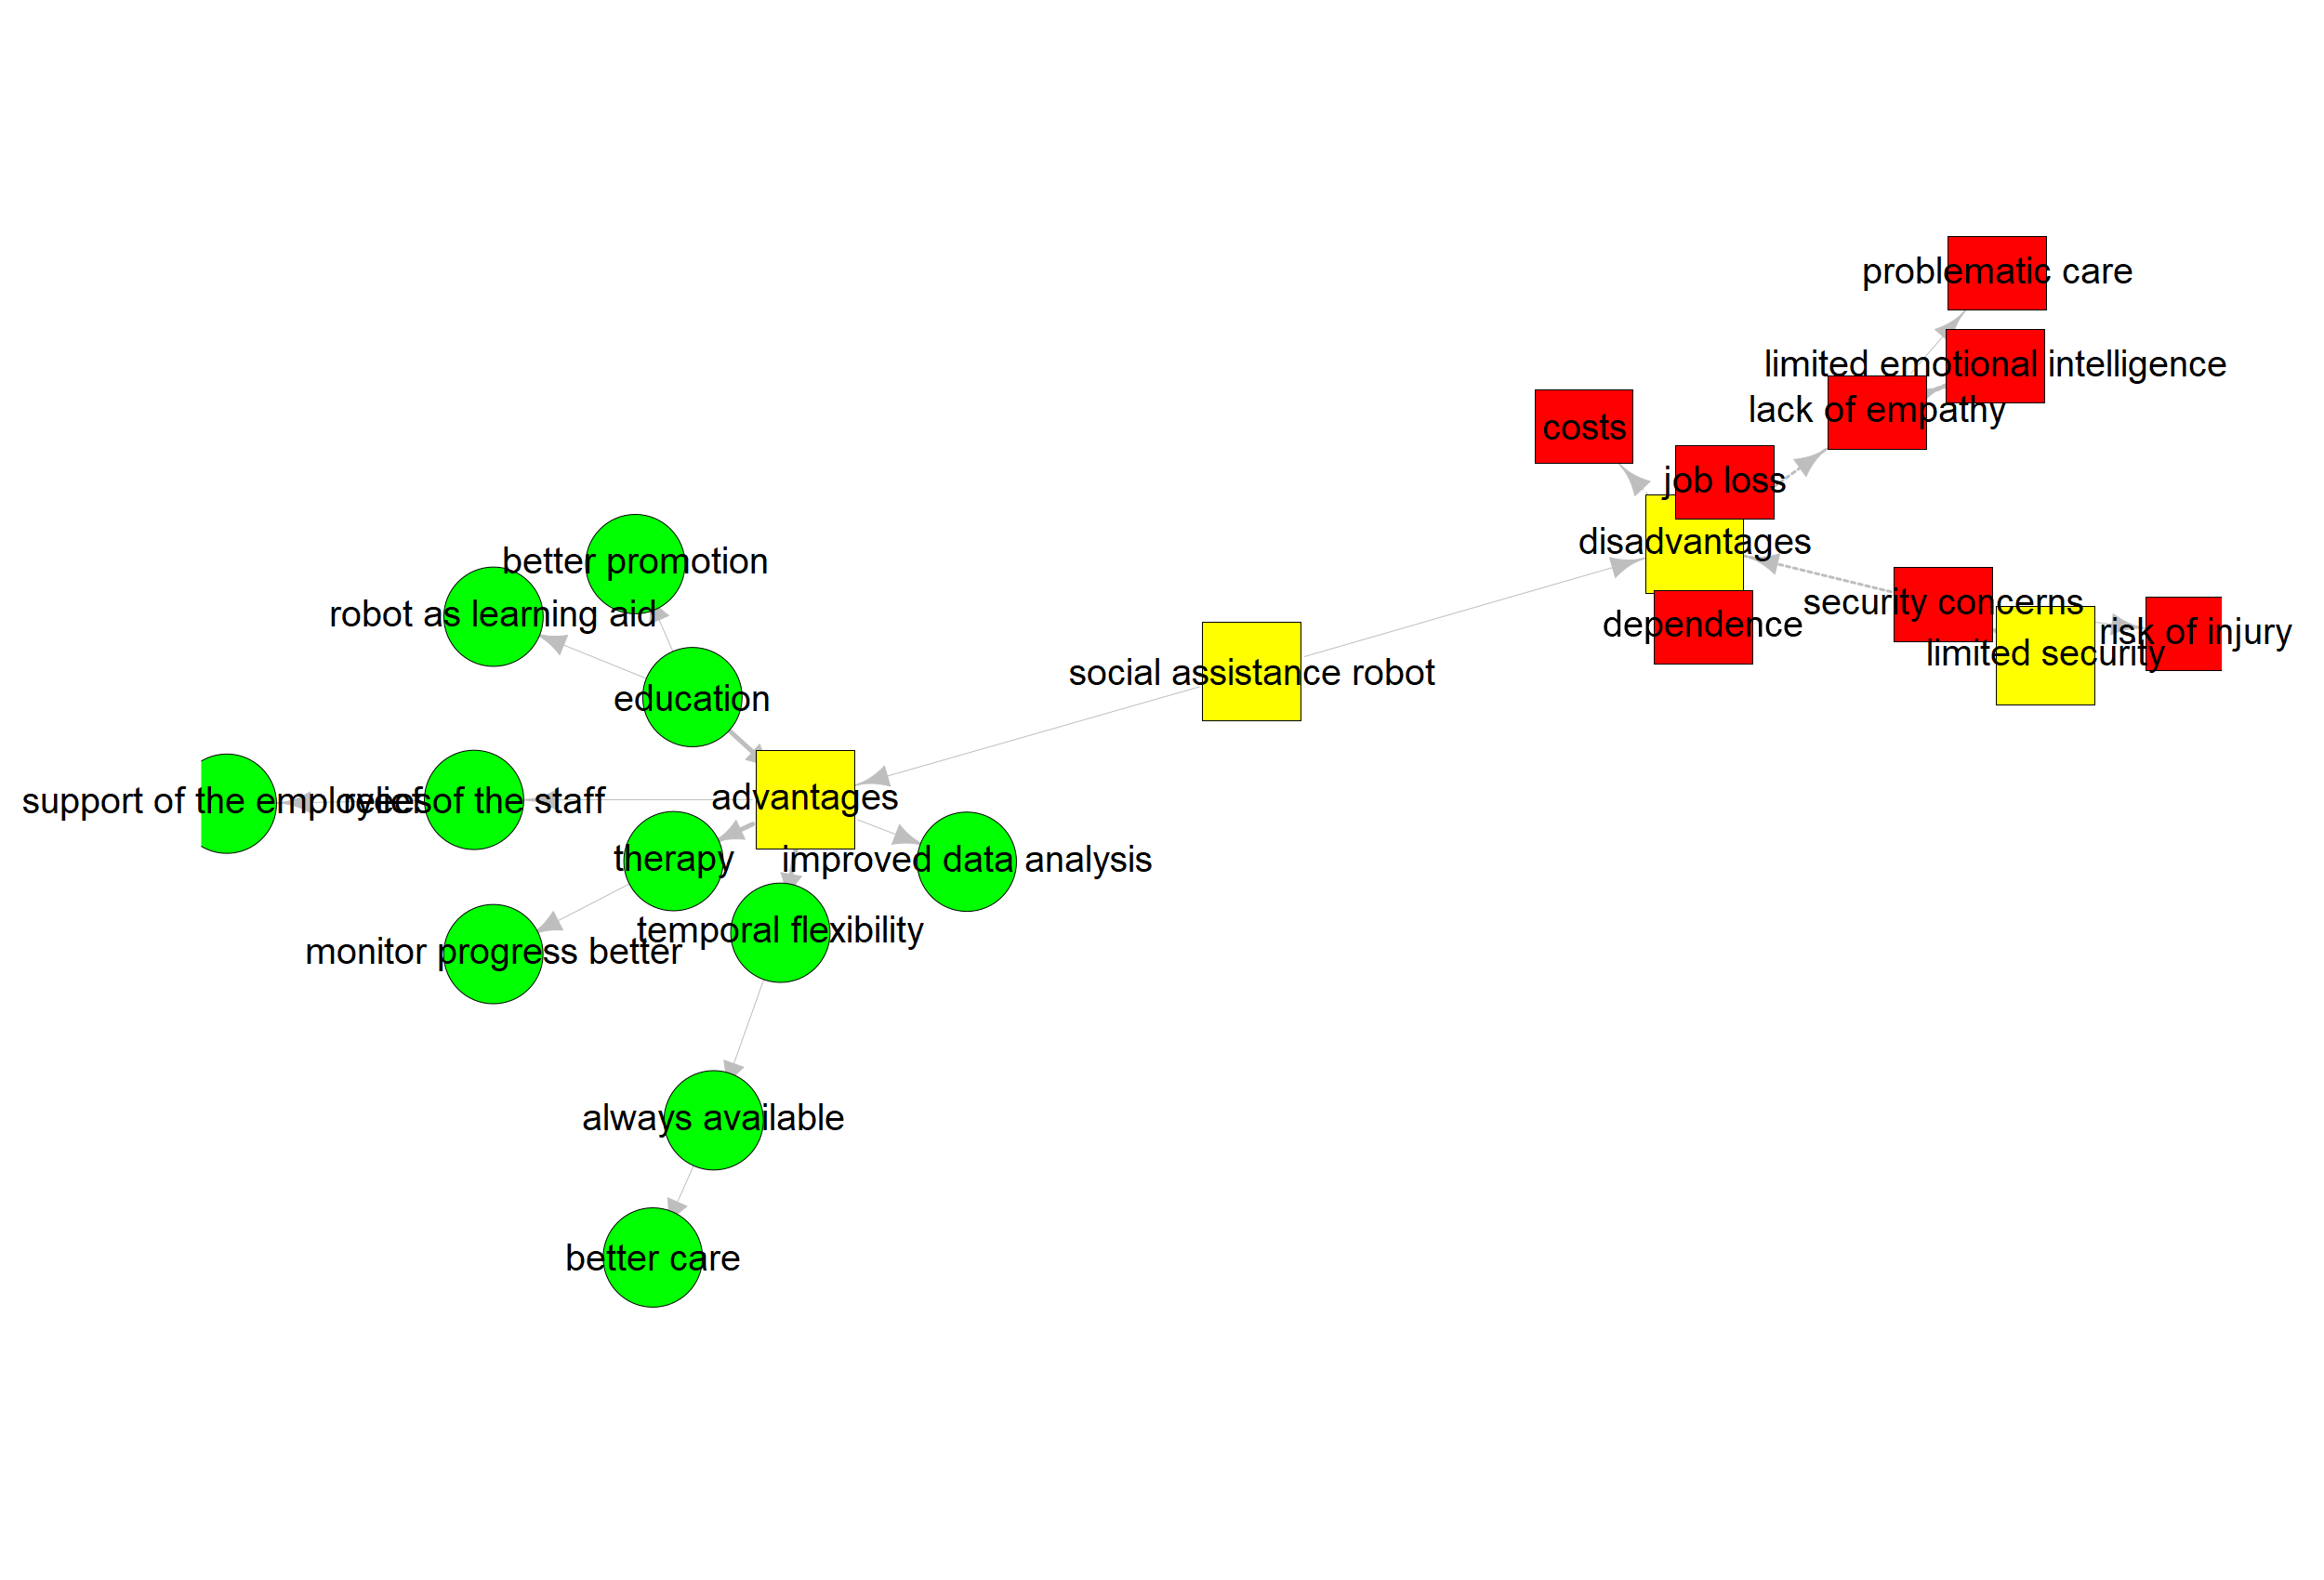 problematic care
limited emotional intelligence
lack of empathy
costs
job loss
disadvantages
better promotion
security concerns
robot as learning aid
dependence
risk of injury
limited security
social assistance robot
education
advantages
support of the employees
relief of the staff
therapy
improved data analysis
temporal flexibility
monitor progress better
always available
better care